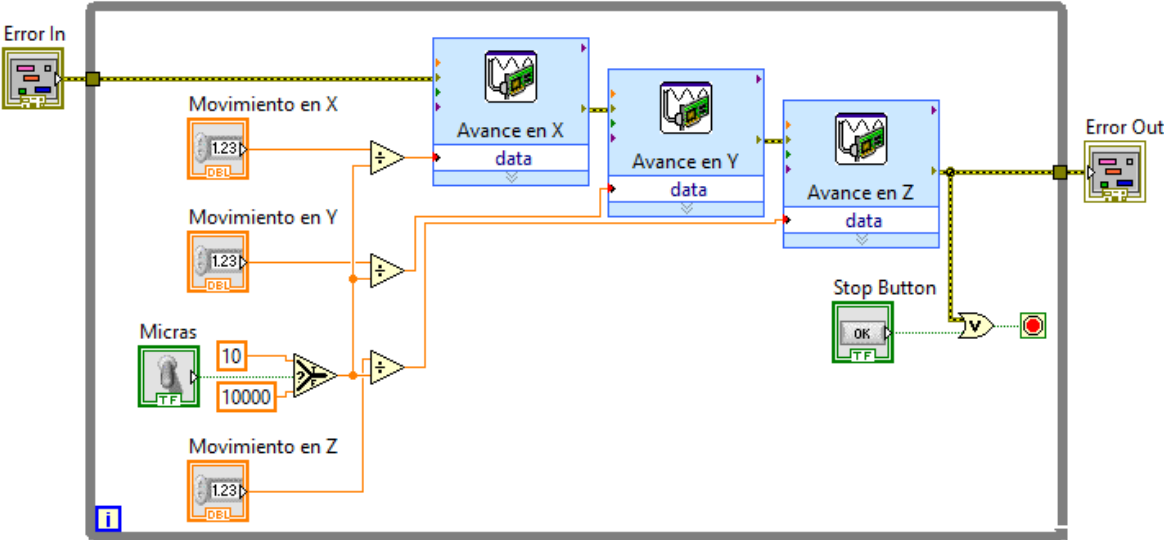 Error In
Movimiento en X
1.23
DBL
Avance en X
data
Avance en Y
data
Avance en Z
data
Error Out
Movimiento en Y
1.23
DBL
Stop Button
OK
TF
V
Micras
TF
10
10000
? T F
Movimiento en Z
1.23
DBL
i